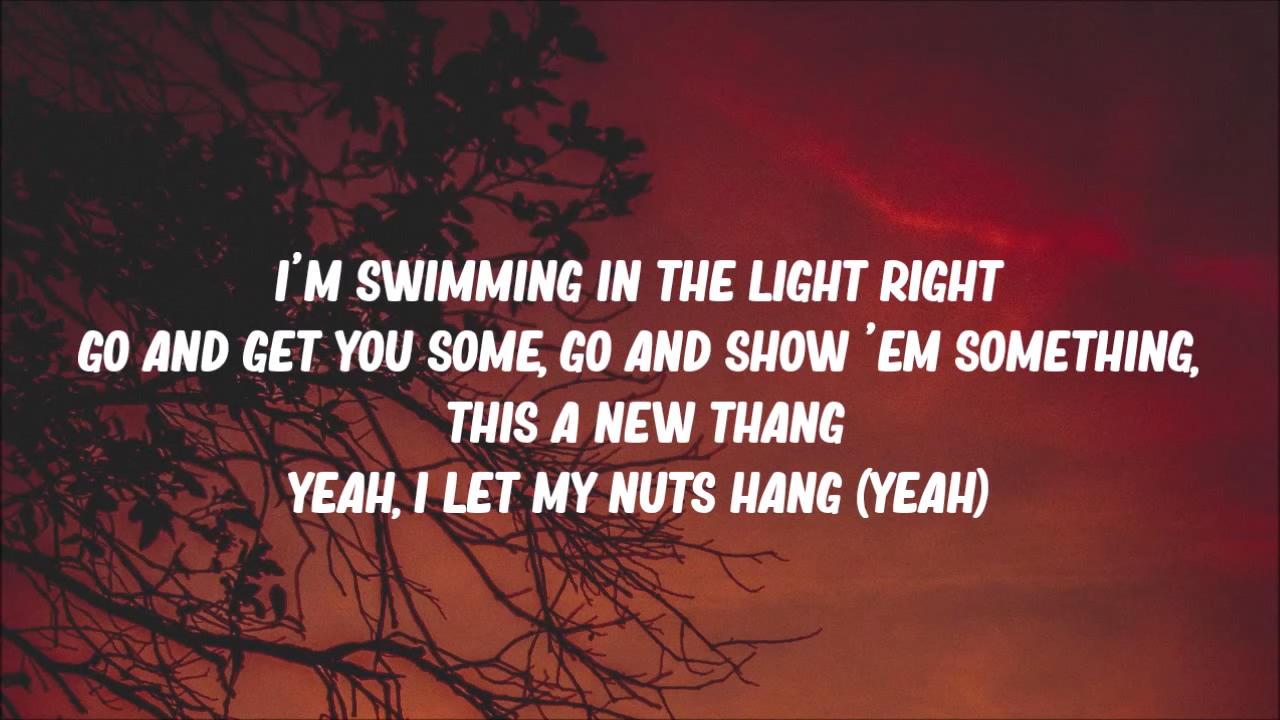 I'M SWIMMING IN THE LIGHT RIGHT
GO AND GET YOU SOME, GO AND SHOW 'EM SOMETHING,
THIS A NEW THANG
YEAH, I LET MY NUTS HANG (YEAH)